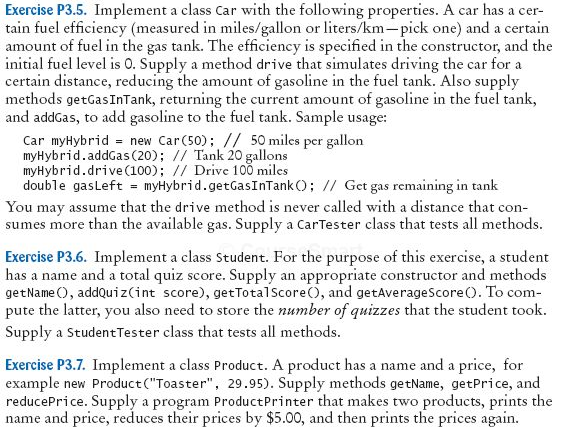 Exercise P3.5. Implement a class Car with the following properties. A car has a cer-
tain fuel efficiency (measured in miles/gallon or liters/km—pick one) and a certain
amount of fuel in the gas tank. The efficiency is specified in the constructor, and the
initial fuel level is 0. Supply a method drive that simulates driving the car for a
certain distance, reducing the amount of gasoline in the fuel tank. Also supply
methods getGasInTank, returning the current amount of gasoline in the fuel tank,
and addGas, to add gasoline to the fuel tank. Sample usage:
Car myHybrid = new Car(50); // 50 miles per gallon
myHybrid.addGas(20); // Tank 20 gallons
myHybrid.drive(100); // Drive 100 miles
double gasLeft = myHybrid.getGasInTank(); // Get gas remaining in tank
You may assume that the drive method is never called with a distance that con-
sumes more than the available gas. Supply a CarTester class that tests all methods.
Exercise P3.6. Implement a class Student. For the purpose of this exercise, a student
has a name and a total quiz score. Supply an appropriate constructor and methods
getName(), addQuiz(int score), getTotalScore(), and getAverageScore(). To com-
pute the latter, you also need to store the number of quizzes that the student took.
Supply a StudentTester class that tests all methods.
Exercise P3.7. Implement a class Product. A product has a name and a price, for
example new Product("Toaster", 29.95). Supply methods getName, getPrice, and
reducePrice. Supply a program ProductPrinter that makes two products, prints the
name and price, reduces their prices by $5.00, and then prints the prices again.